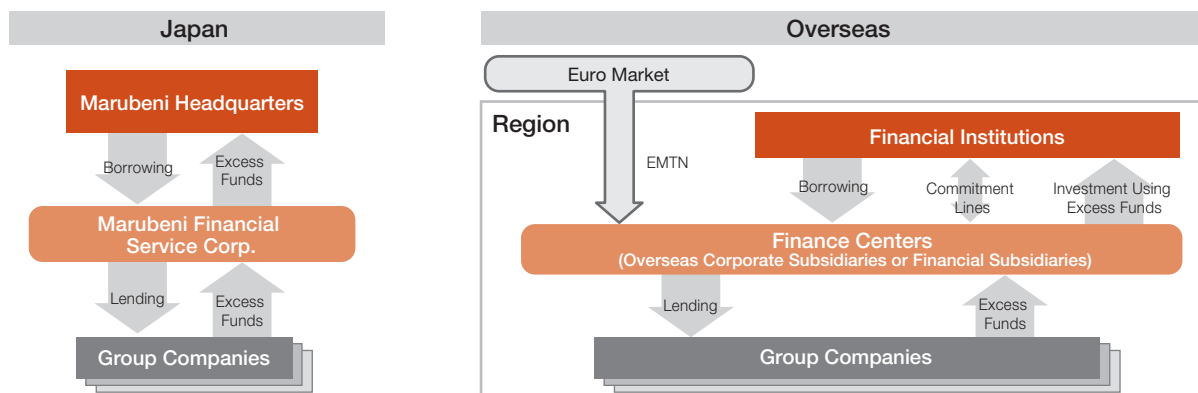 Japan
Marubeni Headquarters
Borrowing
Excess
Funds
Marubeni Financial
Service Corp.
Lending
Excess
Funds
Group Companies
Overseas
Euro Market
Region
EMTN
Financial Institutions
Borrowing
Commitment
Lines
Investment Using
Excess Funds
Finance Centers
(Overseas Corporate Subsidiaries or Financial Subsidiaries)
Lending
Excess
Funds
Group Companies